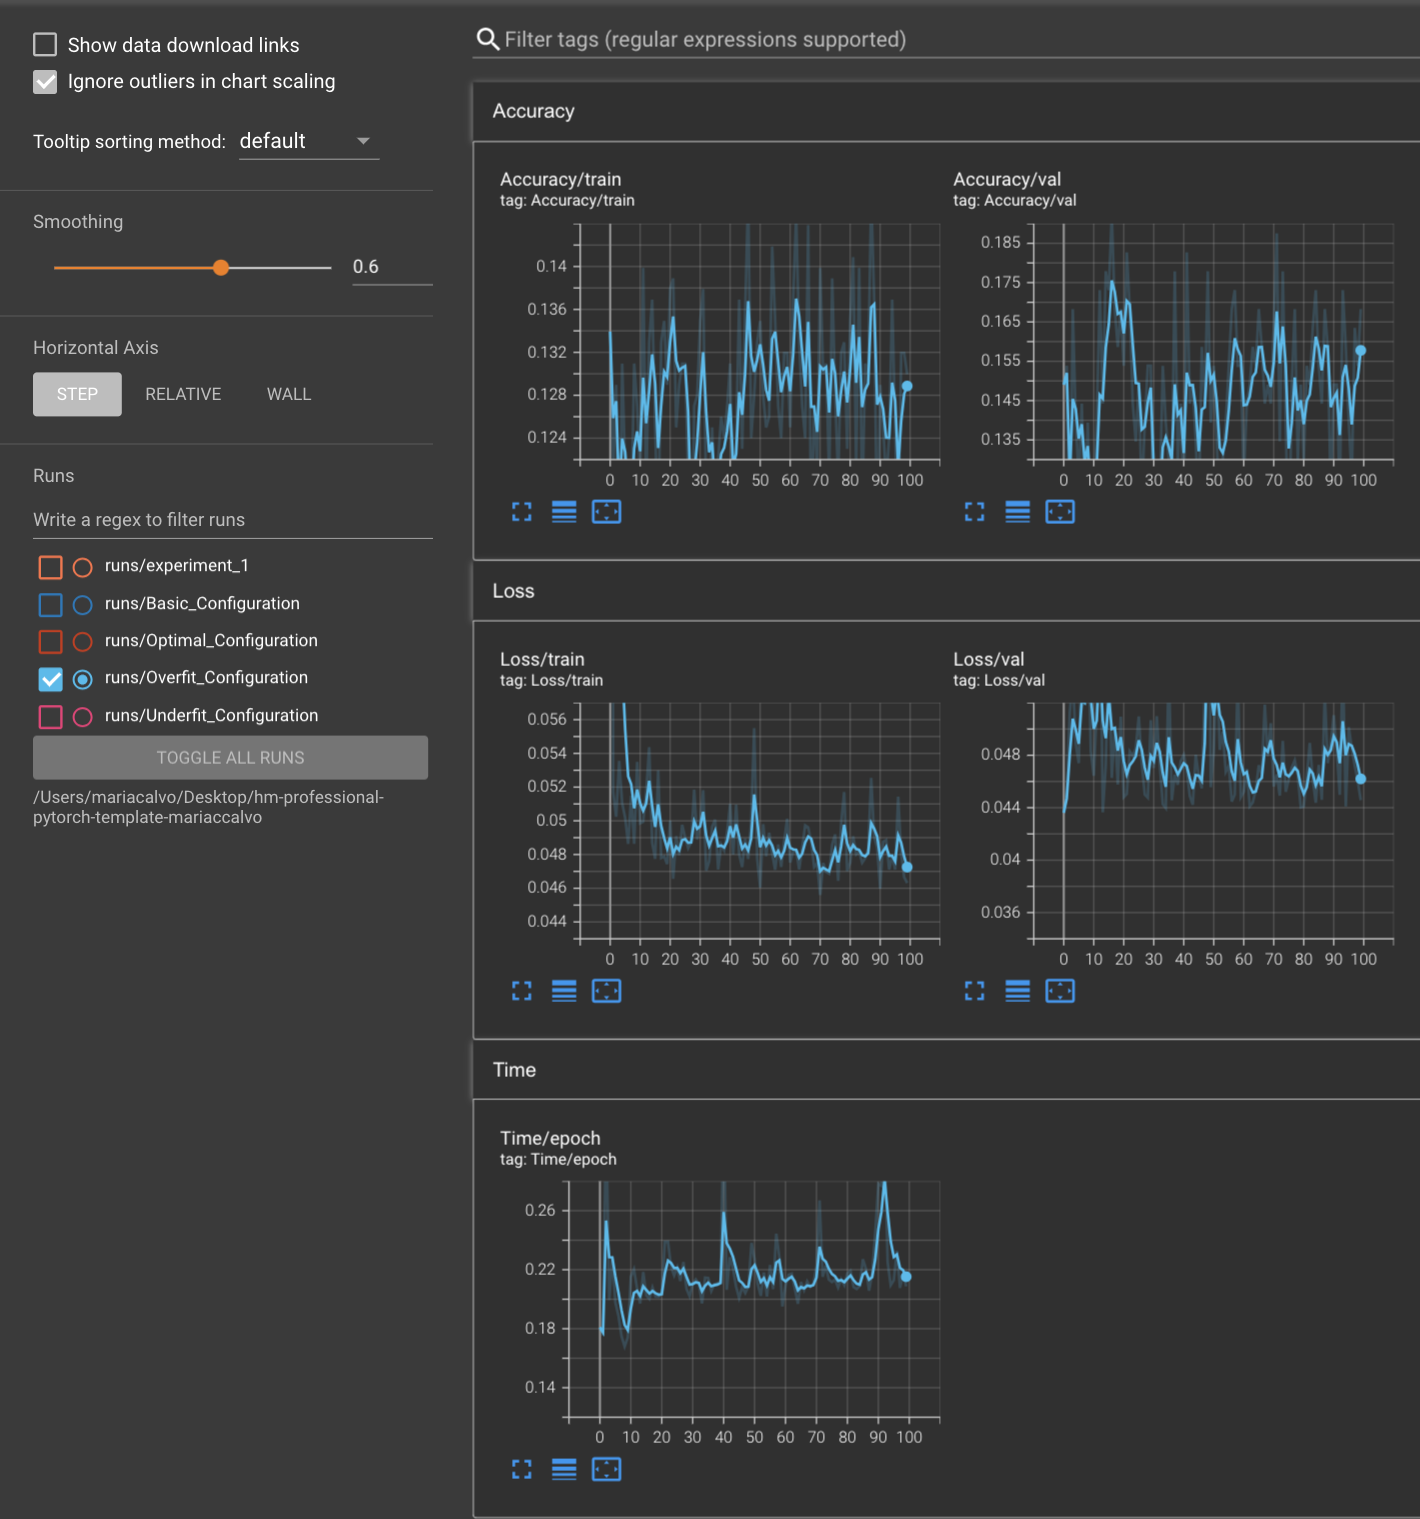 Show data download links
Ignore outliers in chart scaling
Tooltip sorting method: default
Smoothing
0.6
Horizontal Axis
STEP RELATIVE WALL
Runs
Write a regex to filter runs
runs/experiment_1
runs/Basic_Configuration
runs/Optimal_Configuration
runs/Overfit_Configuration
runs/Underfit_Configuration
TOGGLE ALL RUNS
/Users/mariacalvo/Desktop/hm-professional-
pytorch-template-mariaccalvo
Filter tags (regular expressions supported)
Accuracy
Accuracy/train
tag: Accuracy/train
0.14
0.136
0.132
0.128
0.124
0 10 20 30 40 50 60 70 80 90 100
Accuracy/val
tag: Accuracy/val
0.185
0.175
0.165
0.155
0.145
0.135
0 10 20 30 40 50 60 70 80 90 100
Loss
Loss/train
tag: Loss/train
0.056
0.054
0.052
0.05
0.048
0.046
0.044
0 10 20 30 40 50 60 70 80 90 100
Loss/val
tag: Loss/val
0.048
0.044
0.04
0.036
0 10 20 30 40 50 60 70 80 90 100
Time
Time/epoch
tag: Time/epoch
0.26
0.22
0.18
0.14
0 10 20 30 40 50 60 70 80 90 100